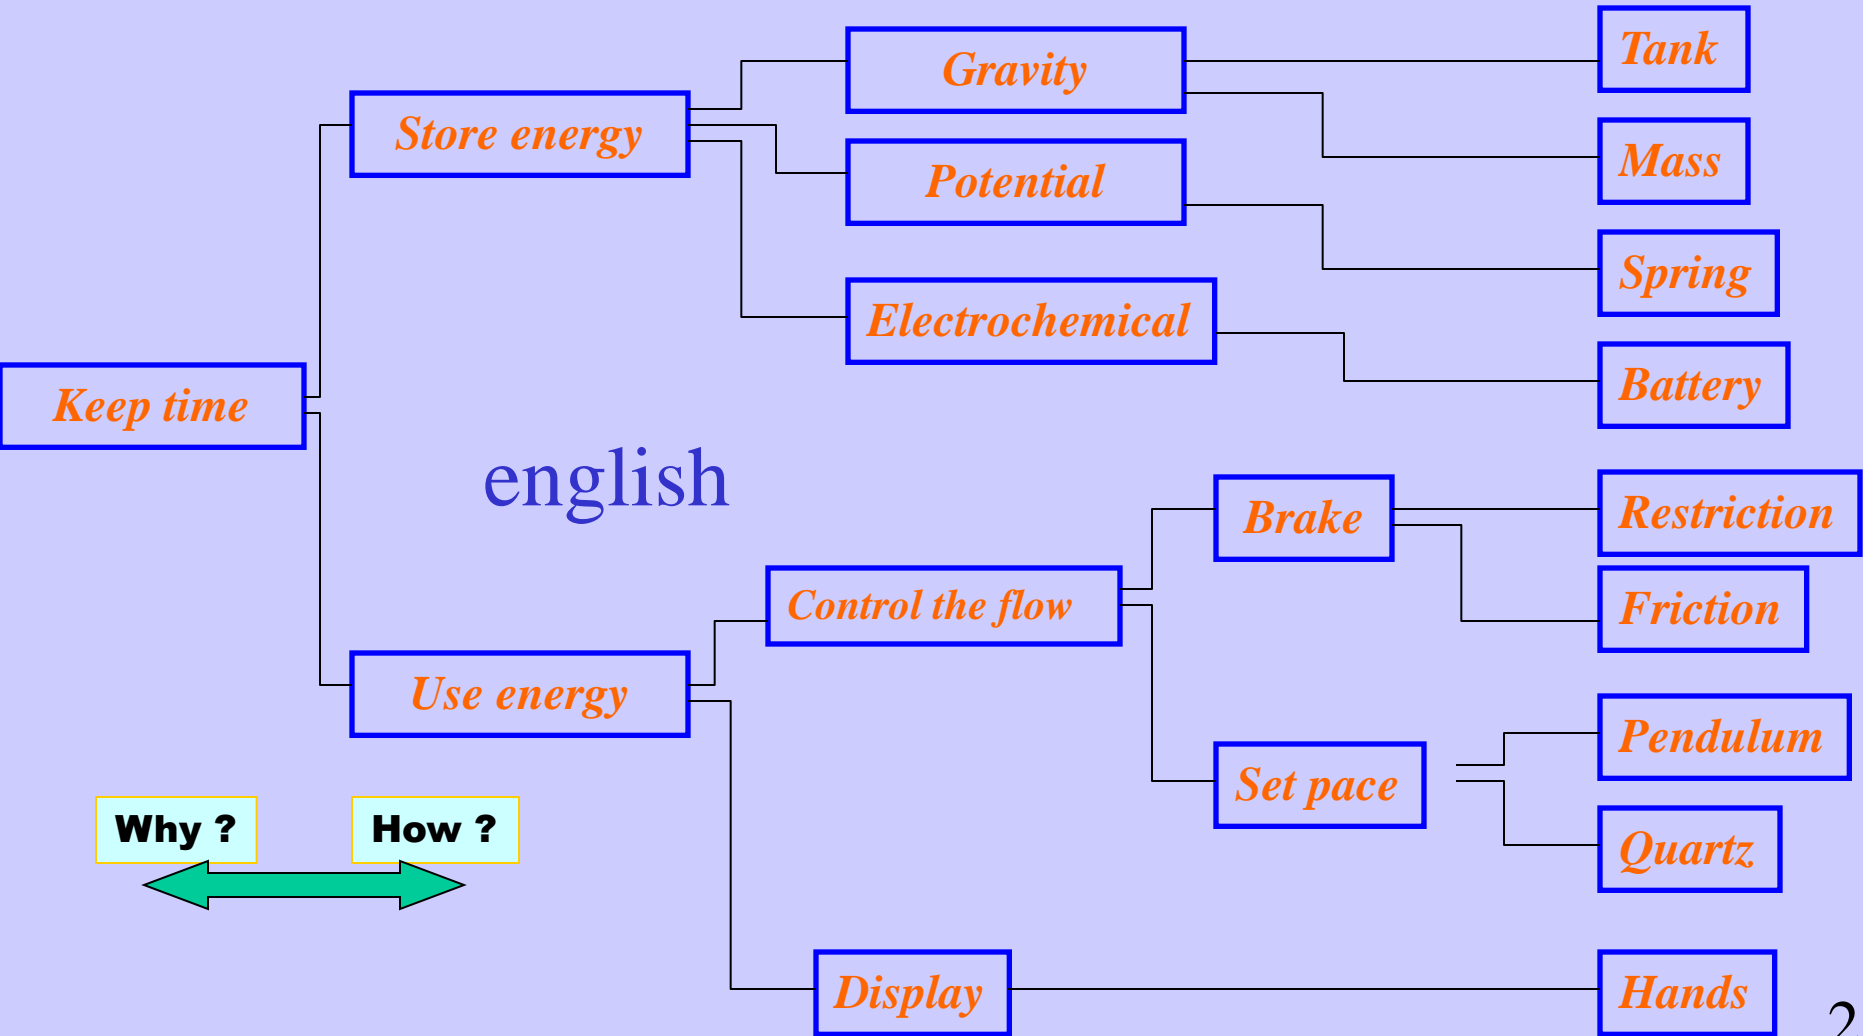 Tank
Gravity
Mass
Store energy
Potential
Spring
Electrochemical
Battery
Keep time
english
Brake
Restriction
Control the flow
Friction
Use energy
Pendulum
Set pace
Why ?
How ?
Quartz
Display
Hands
2